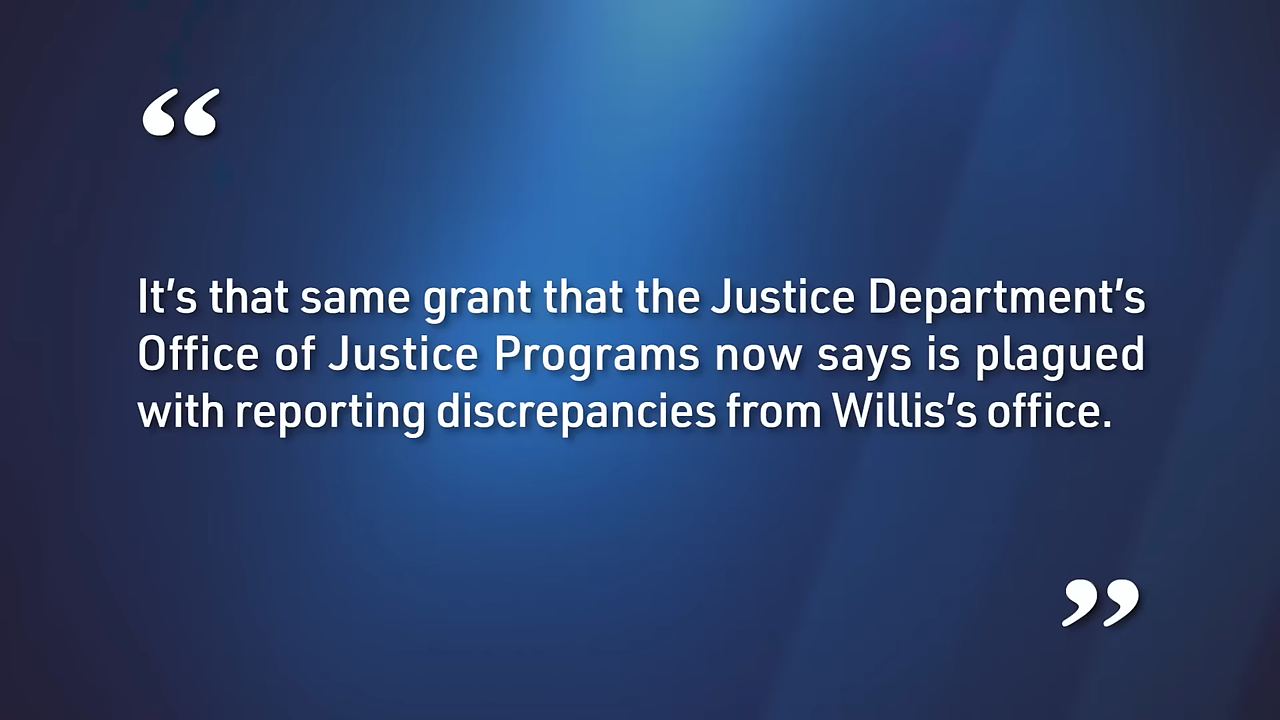 “
It’s that same grant that the Justice Department’s
Office of Justice Programs now says is plagued
with reporting discrepancies from Willis’s office.
”